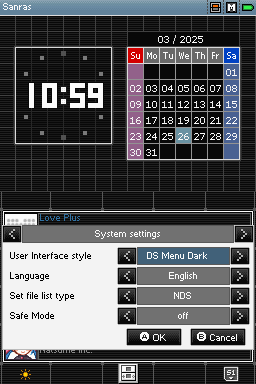 Sanras
M
03 / 2025
10:59
Su Mo Tu We Th Fr Sa
01
02 03 04 05 06 07 08
09 10 11 12 13 14 15
16 17 18 19 20 21 22
23 24 25 26 27 28 29
30 31
Love Plus
System settings
User Interface style DS Menu Dark
Language English
Set file list type NDS
Safe Mode off
A OK B Cancel
Natsume Inc.
51